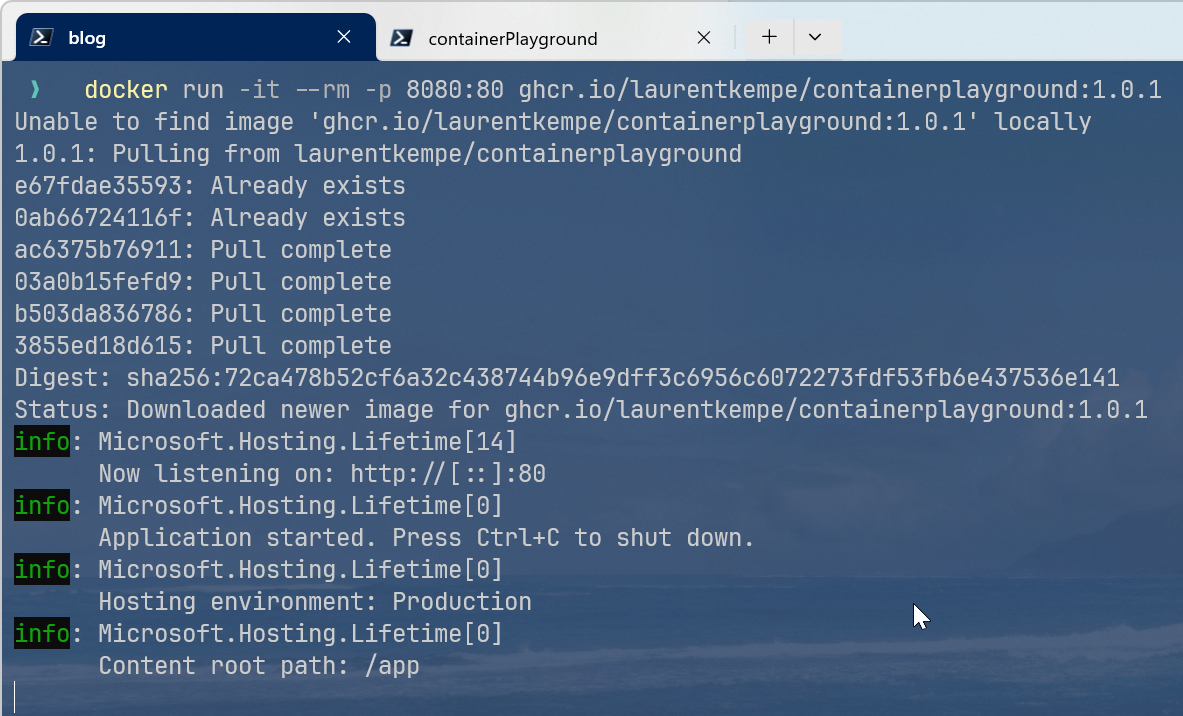 blog
containerPlayground
❯ docker run -it --rm -p 8080:80 ghcr.io/laurentkempe/containerplayground:1.0.1
Unable to find image 'ghcr.io/laurentkempe/containerplayground:1.0.1' locally
1.0.1: Pulling from laurentkempe/containerplayground
e67fdae35593: Already exists
0ab66724116f: Already exists
ac6375b76911: Pull complete
03a0b15fefd9: Pull complete
b503da836786: Pull complete
3855ed18d615: Pull complete
Digest: sha256:72ca478b52cf6a32c438744b96e9dff3c6956c6072273fdf53fb6e437536e141
Status: Downloaded newer image for ghcr.io/laurentkempe/containerplayground:1.0.1
info: Microsoft.Hosting.Lifetime[14]
Now listening on: http://[::]:80
info: Microsoft.Hosting.Lifetime[0]
Application started. Press Ctrl+C to shut down.
info: Microsoft.Hosting.Lifetime[0]
Hosting environment: Production
info: Microsoft.Hosting.Lifetime[0]
Content root path: /app